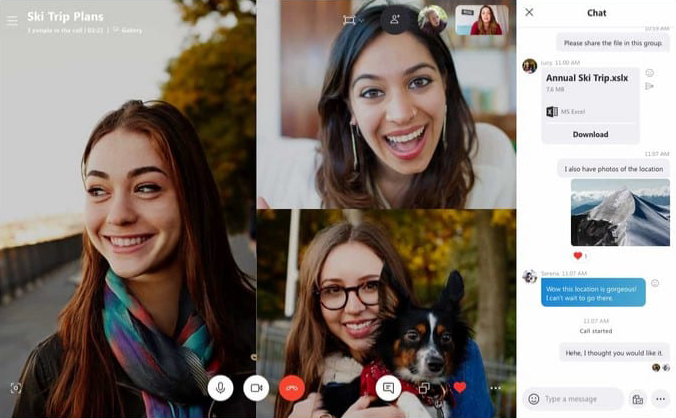 Ski Trip Plans
3 people in the call | 03:21 | Gallery
Chat
10:59 AM
Please share the file in this group.
11:00 AM
Annual Ski Trip.xslx
7.6 MB
MS Excel
Download
11:07 AM
I also have photos of the location
1
Serena, 11:07 AM
Wow this location is gorgeous!
I can't wait to go there.
11:07 AM
Call started
Hehe, I thought you would like it.
Type a message